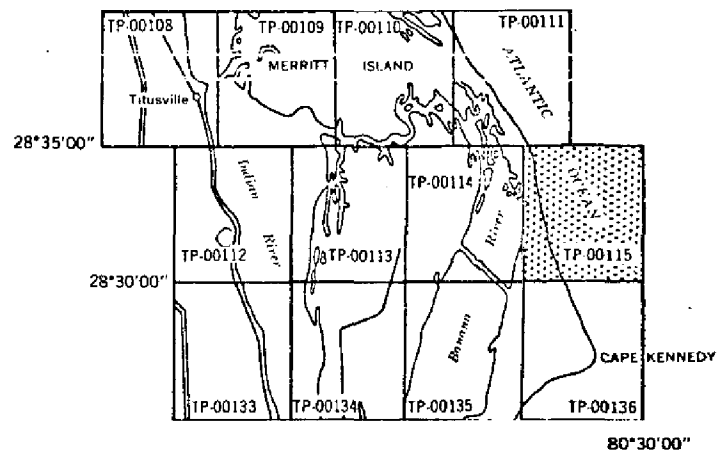 TP-00108
TP-00109
TP-00110
TP-00111
MERRITT ISLAND
ATLANTIC
Titusville
28°35'00"
TP-00114
OCEAN
Indian
River
River
TP-00112
TP-00113
TP-00115
28°30'00"
Banana
CAPE KENNEDY
TP-00133
TP-00134
TP-00135
TP-00136
80°30'00"